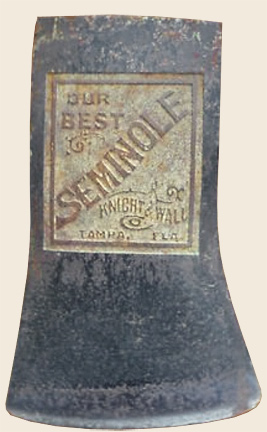 OUR
BEST
SEMINOLE
KNIGHT & WALL
TAMPA, FLA.